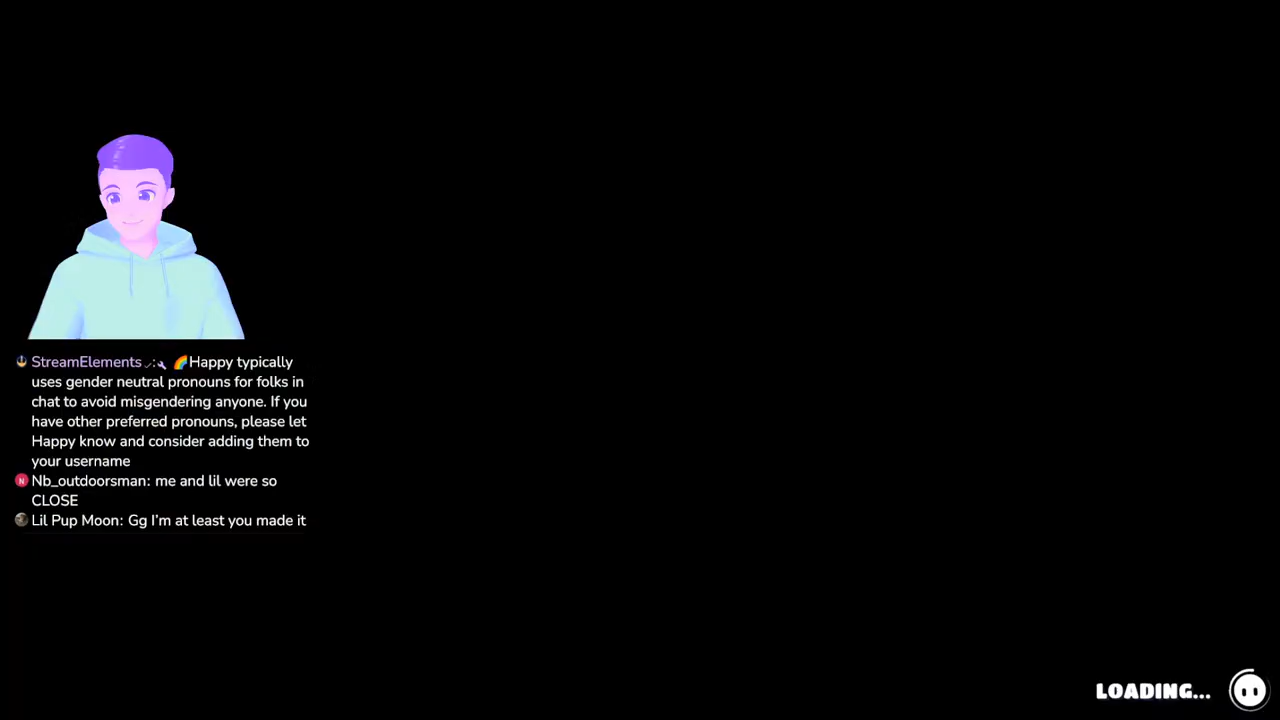 StreamElements 🌈Happy typically
uses gender neutral pronouns for folks in
chat to avoid misgendering anyone. If you
have other preferred pronouns, please let
Happy know and consider adding them to
your username
N Nb_outdoorsman: me and lil were so
CLOSE
Lil Pup Moon: Gg I'm at least you made it
LOADING...